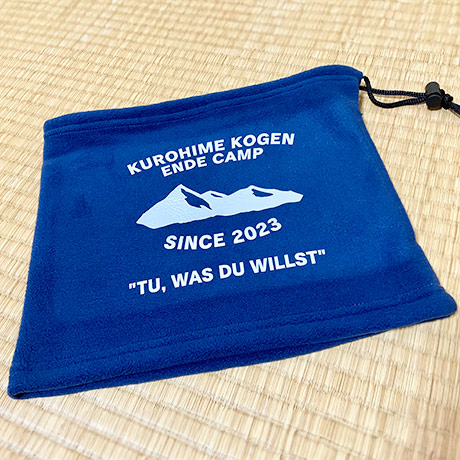 KUROHIME KOGEN
ENDE CAMP
SINCE 2023
"TU, WAS DU WILLST"